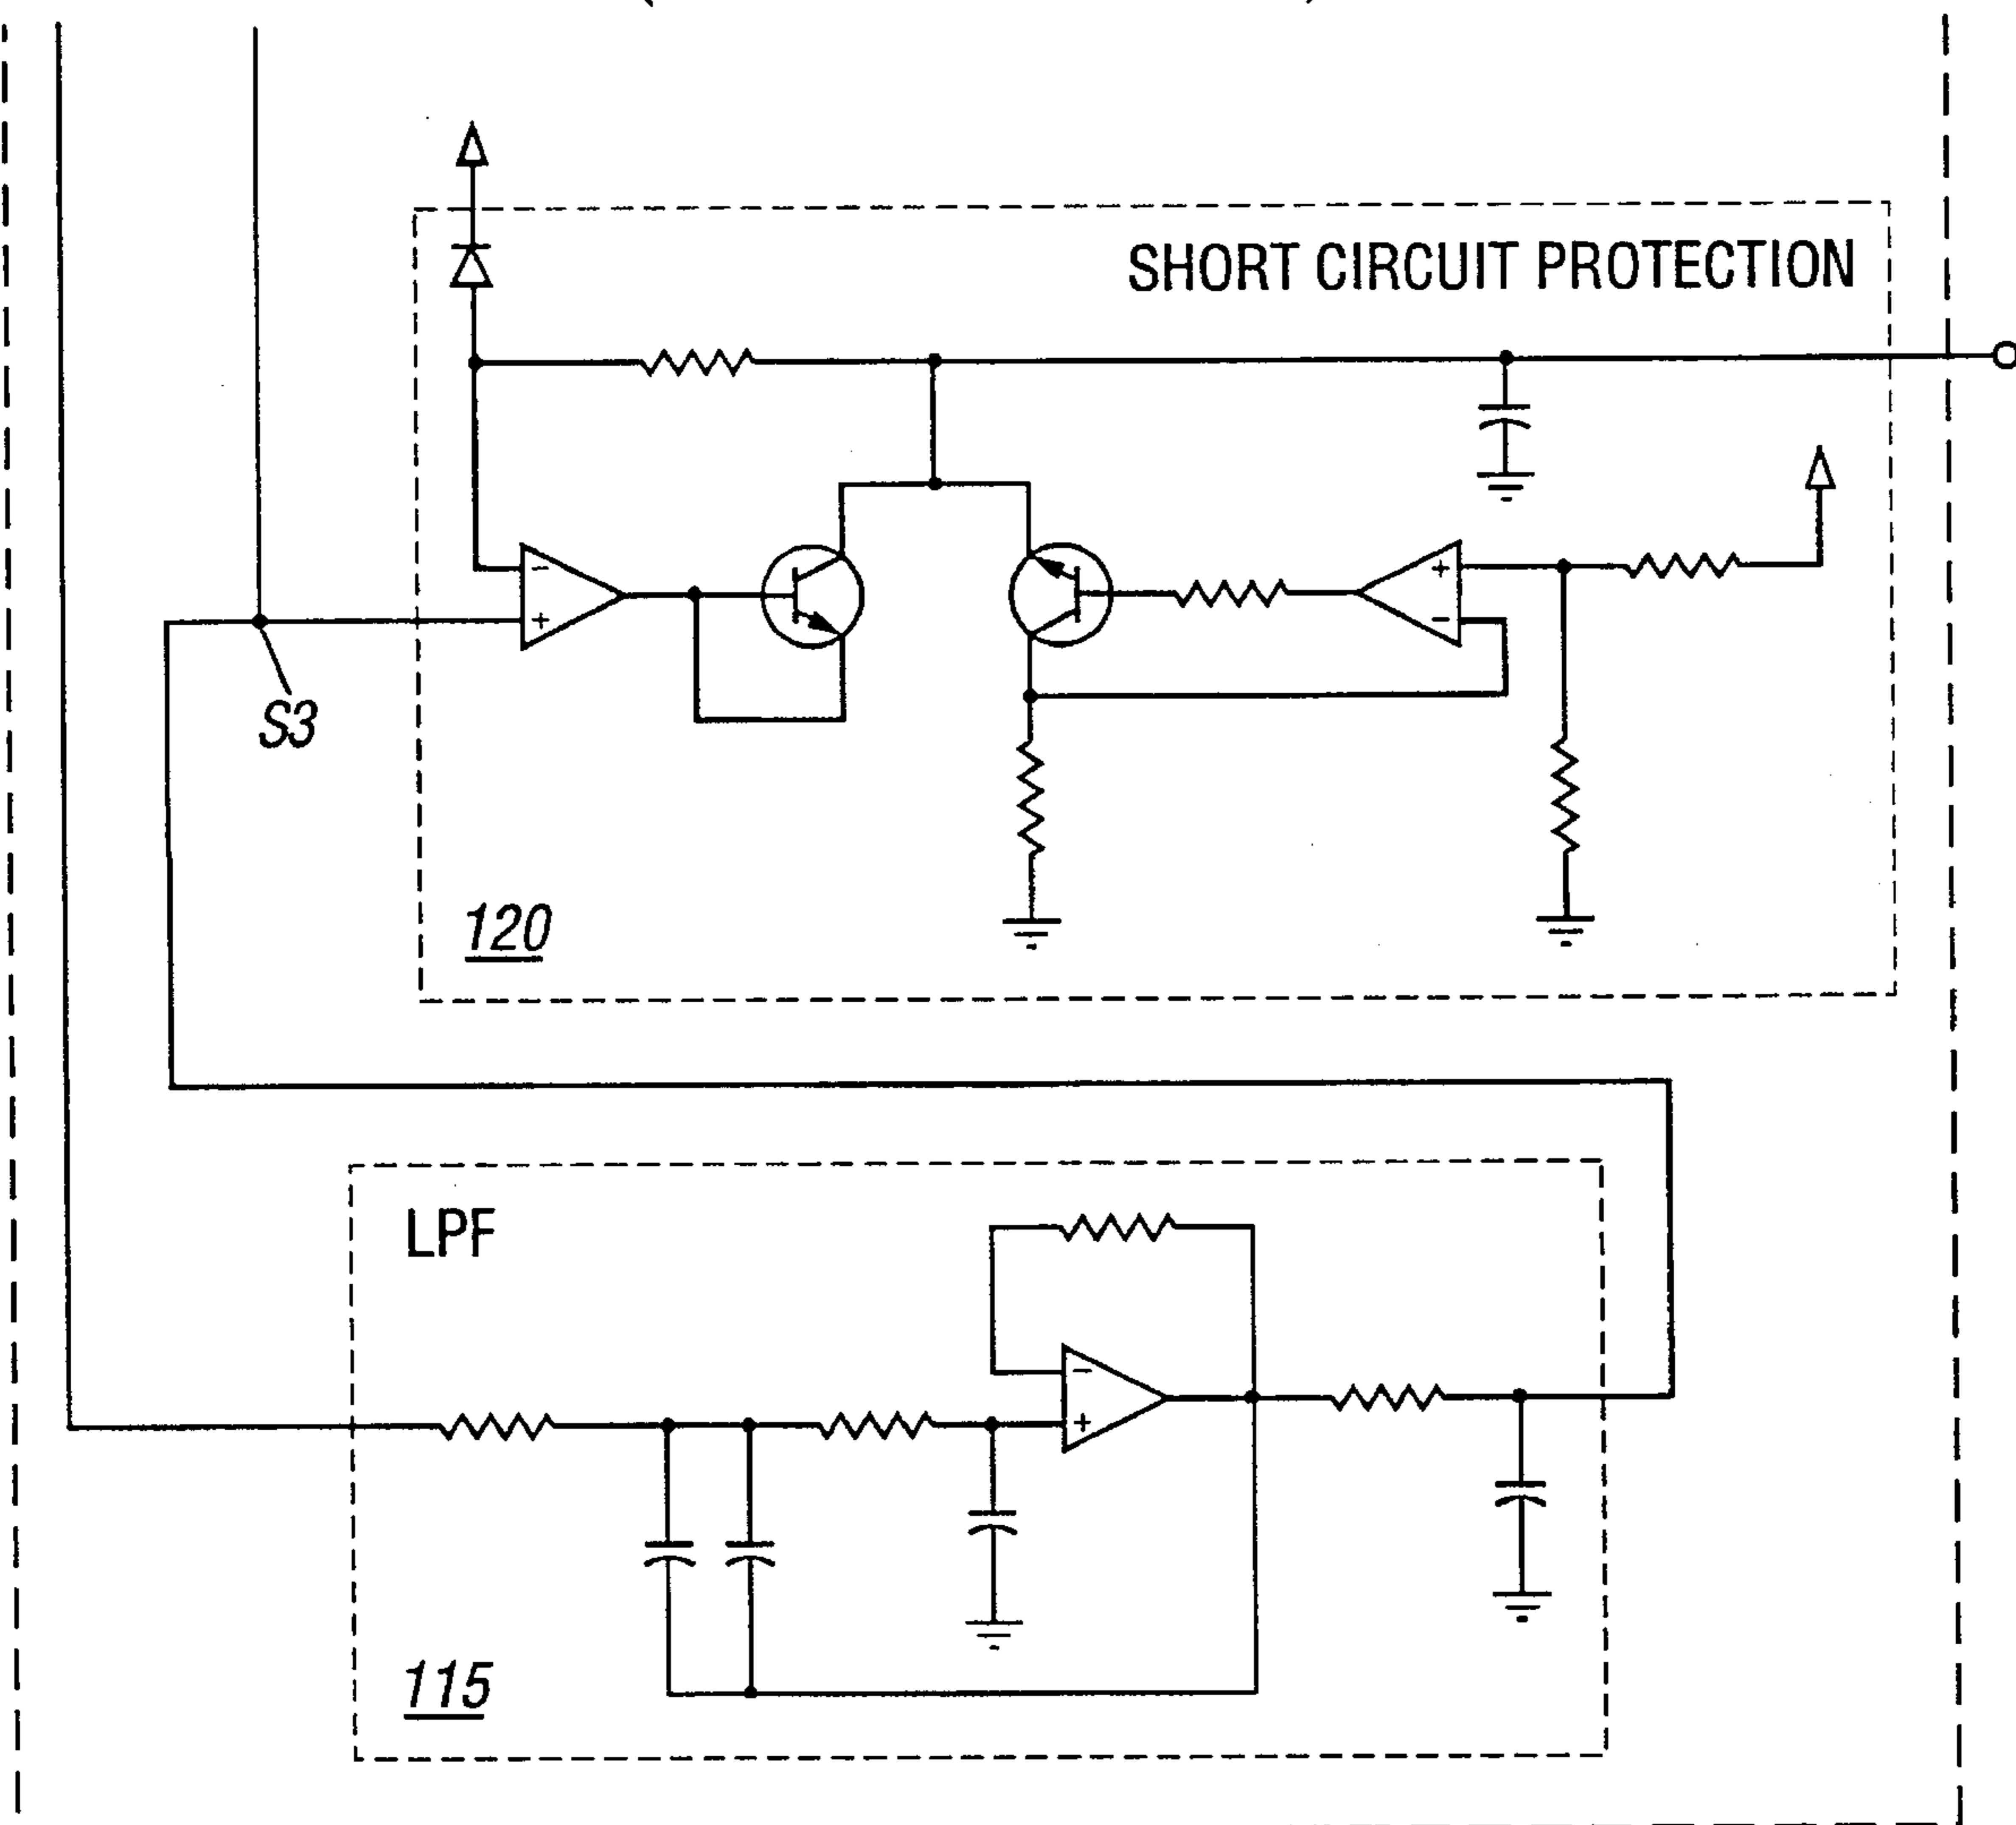 SHORT CIRCUIT PROTECTION
-
+
+
-
S3
120
LPF
-
+
115